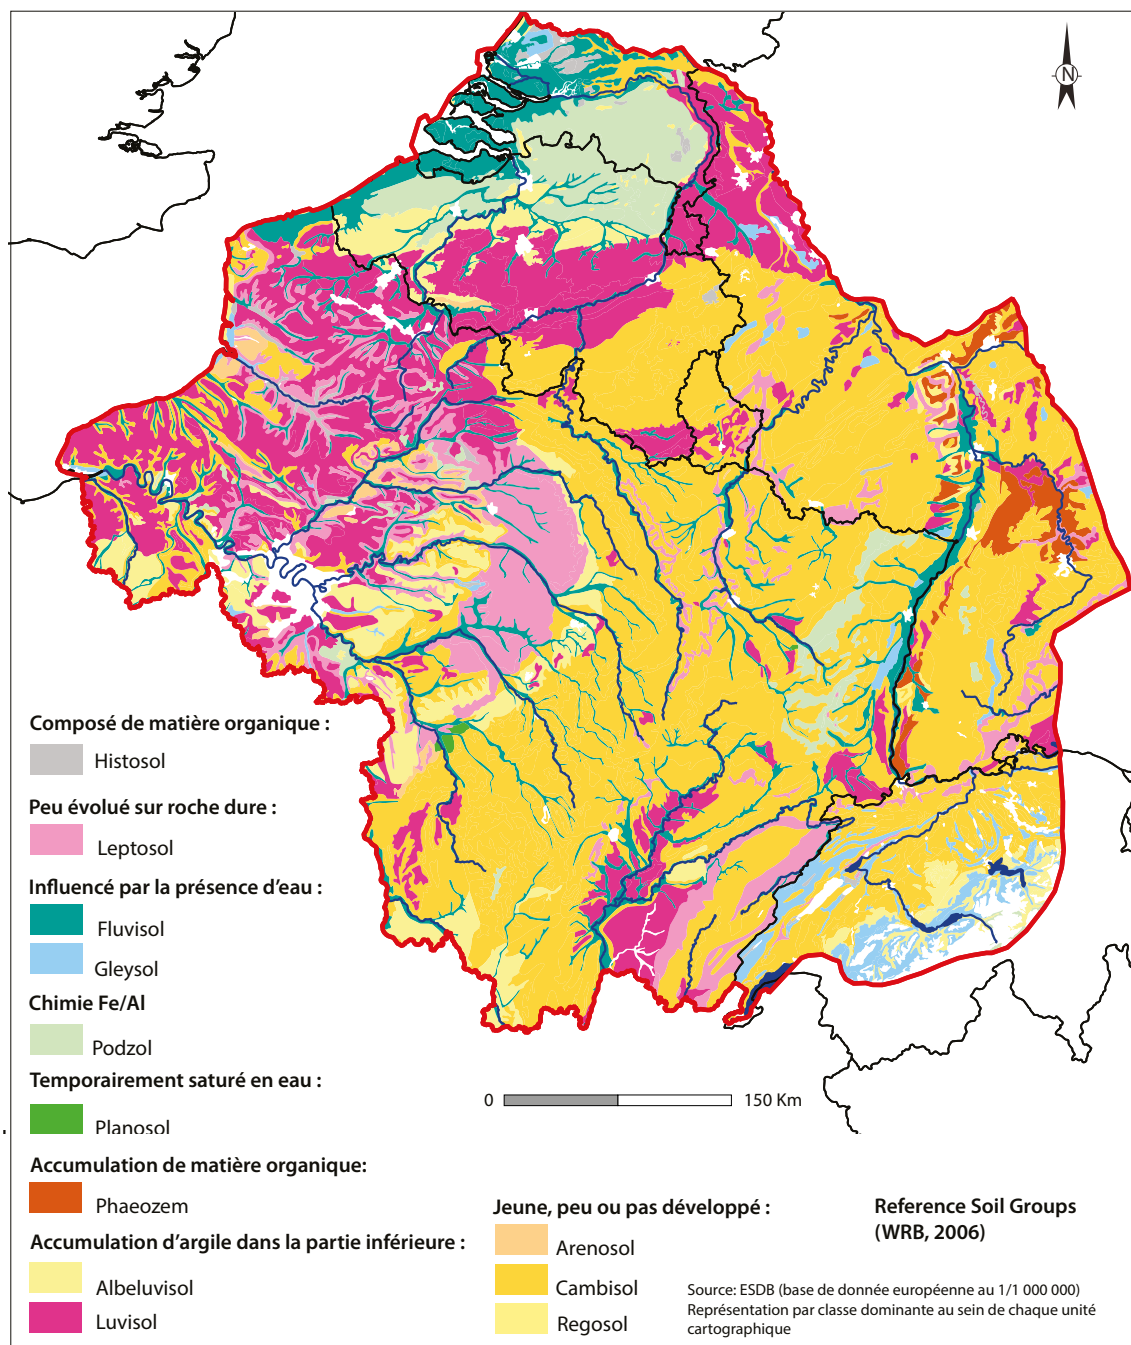 N
Composé de matière organique :
Histosol
Peu évolué sur roche dure :
Leptosol
Influencé par la présence d'eau :
Fluvisol
Gleysol
Chimie Fe/Al
Podzol
Temporairement saturé en eau :
Planosol
Accumulation de matière organique:
Phaeozem
Accumulation d'argile dans la partie inférieure :
Albeluvisol
Luvisol
0 150 Km
Jeune, peu ou pas développé :
Arenosol
Cambisol
Regosol
Reference Soil Groups
(WRB, 2006)
Source: ESDB (base de donnée européenne au 1/1 000 000)
Représentation par classe dominante au sein de chaque unité
cartographique